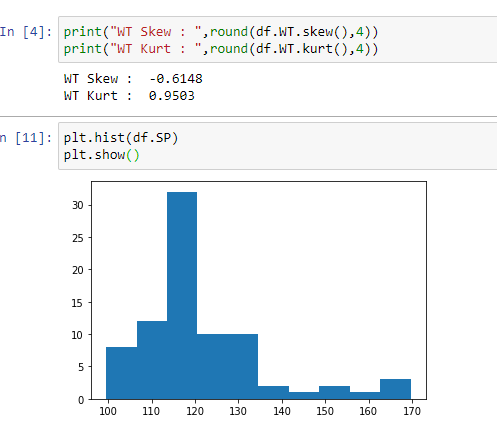 In [4]: print("WT Skew : ",round(df.WT.skew(),4))
print("WT Kurt : ",round(df.WT.kurt(),4))
WT Skew :  -0.6148
WT Kurt :  0.9503
n [11]: plt.hist(df.SP)
plt.show()
30
25
20
15
10
5
0
100 110 120 130 140 150 160 170